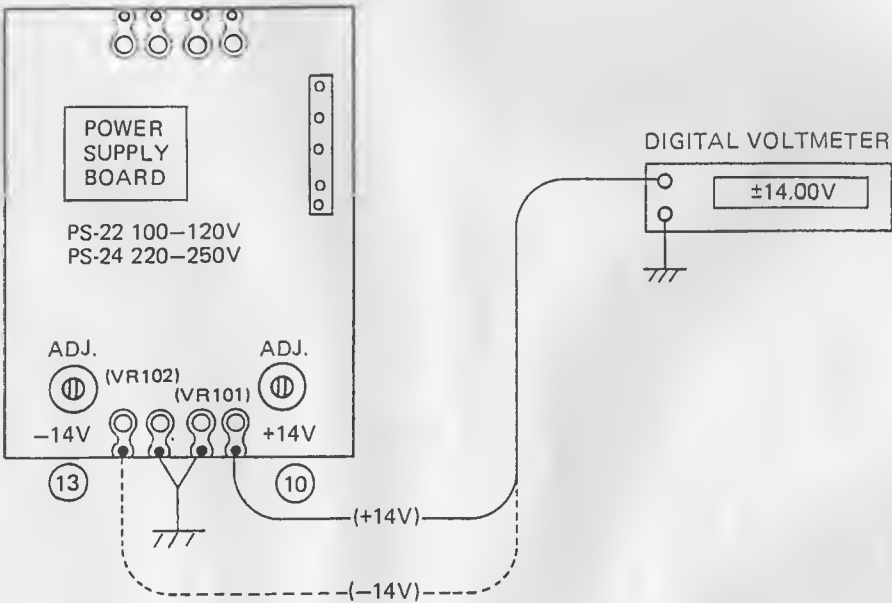 POWER
SUPPLY
BOARD
PS-22 100–120V
PS-24 220–250V
DIGITAL VOLTMETER
±14.00V
ADJ.
(VR102)
ADJ.
(VR101)
–14V
+14V
13
10
(+14V)
(–14V)